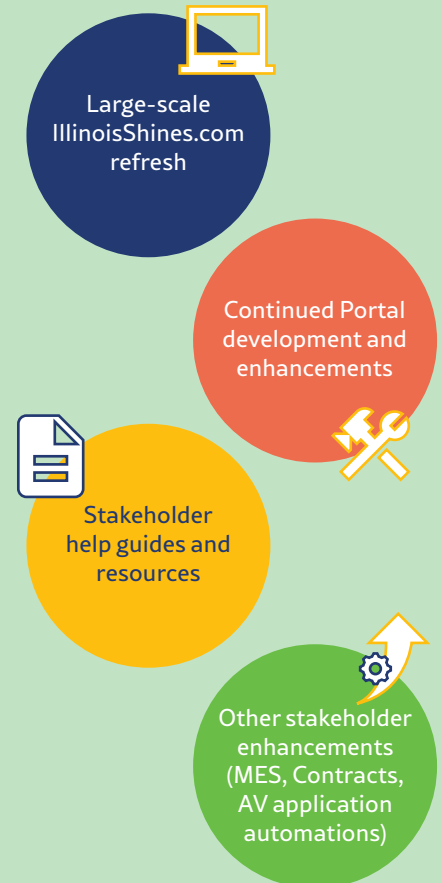 Large-scale
IllinoisShines.com
refresh
Continued Portal
development and
enhancements
Stakeholder
help guides and
resources
Other stakeholder
enhancements
(MES, Contracts,
AV application
automations)